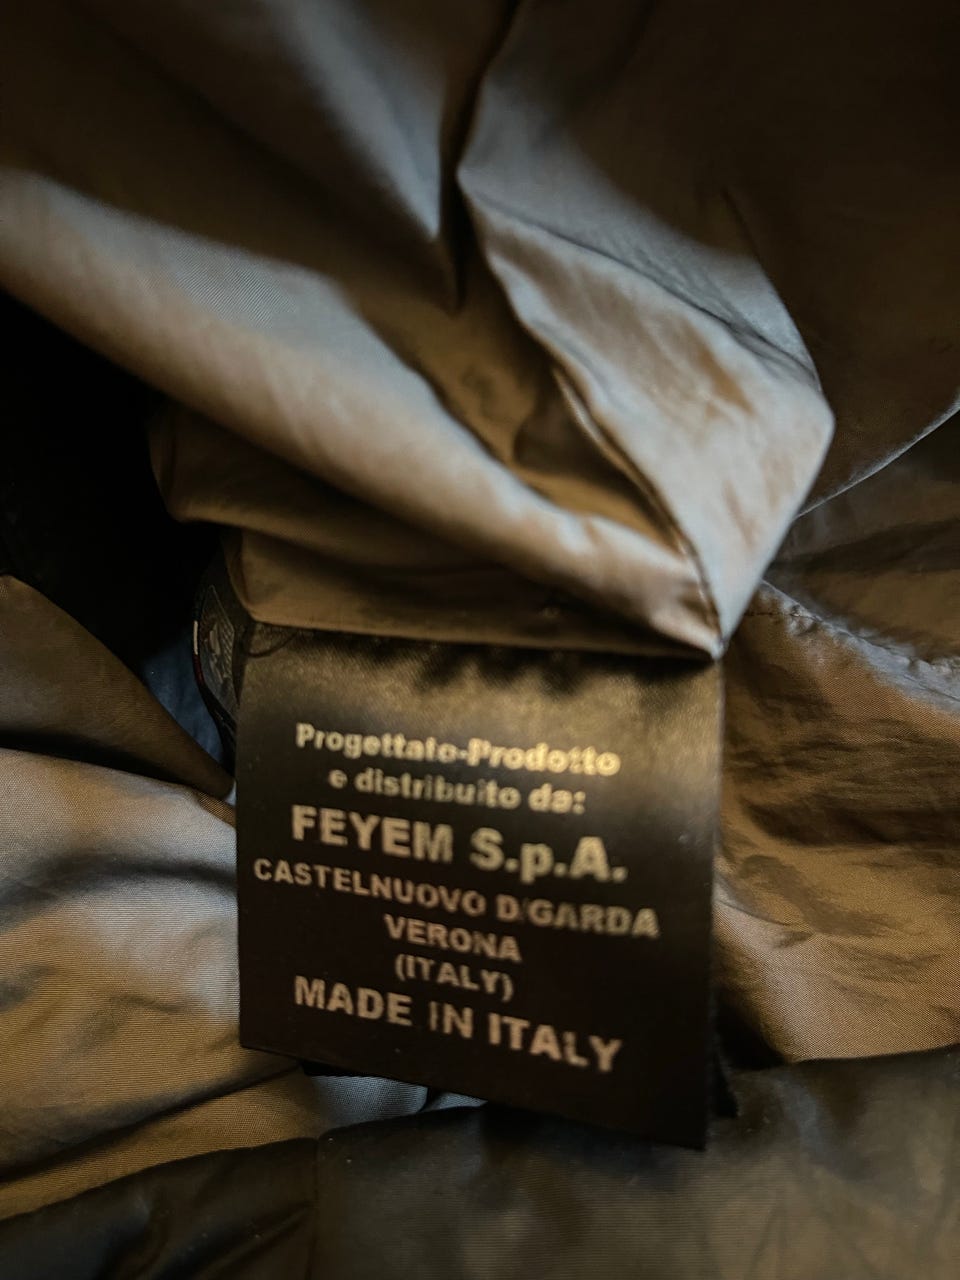 Progettato-Prodotto
e distribuito da:
FEYEM S.p.A.
CASTELNUOVO D/GARDA
VERONA
(ITALY)
MADE IN ITALY